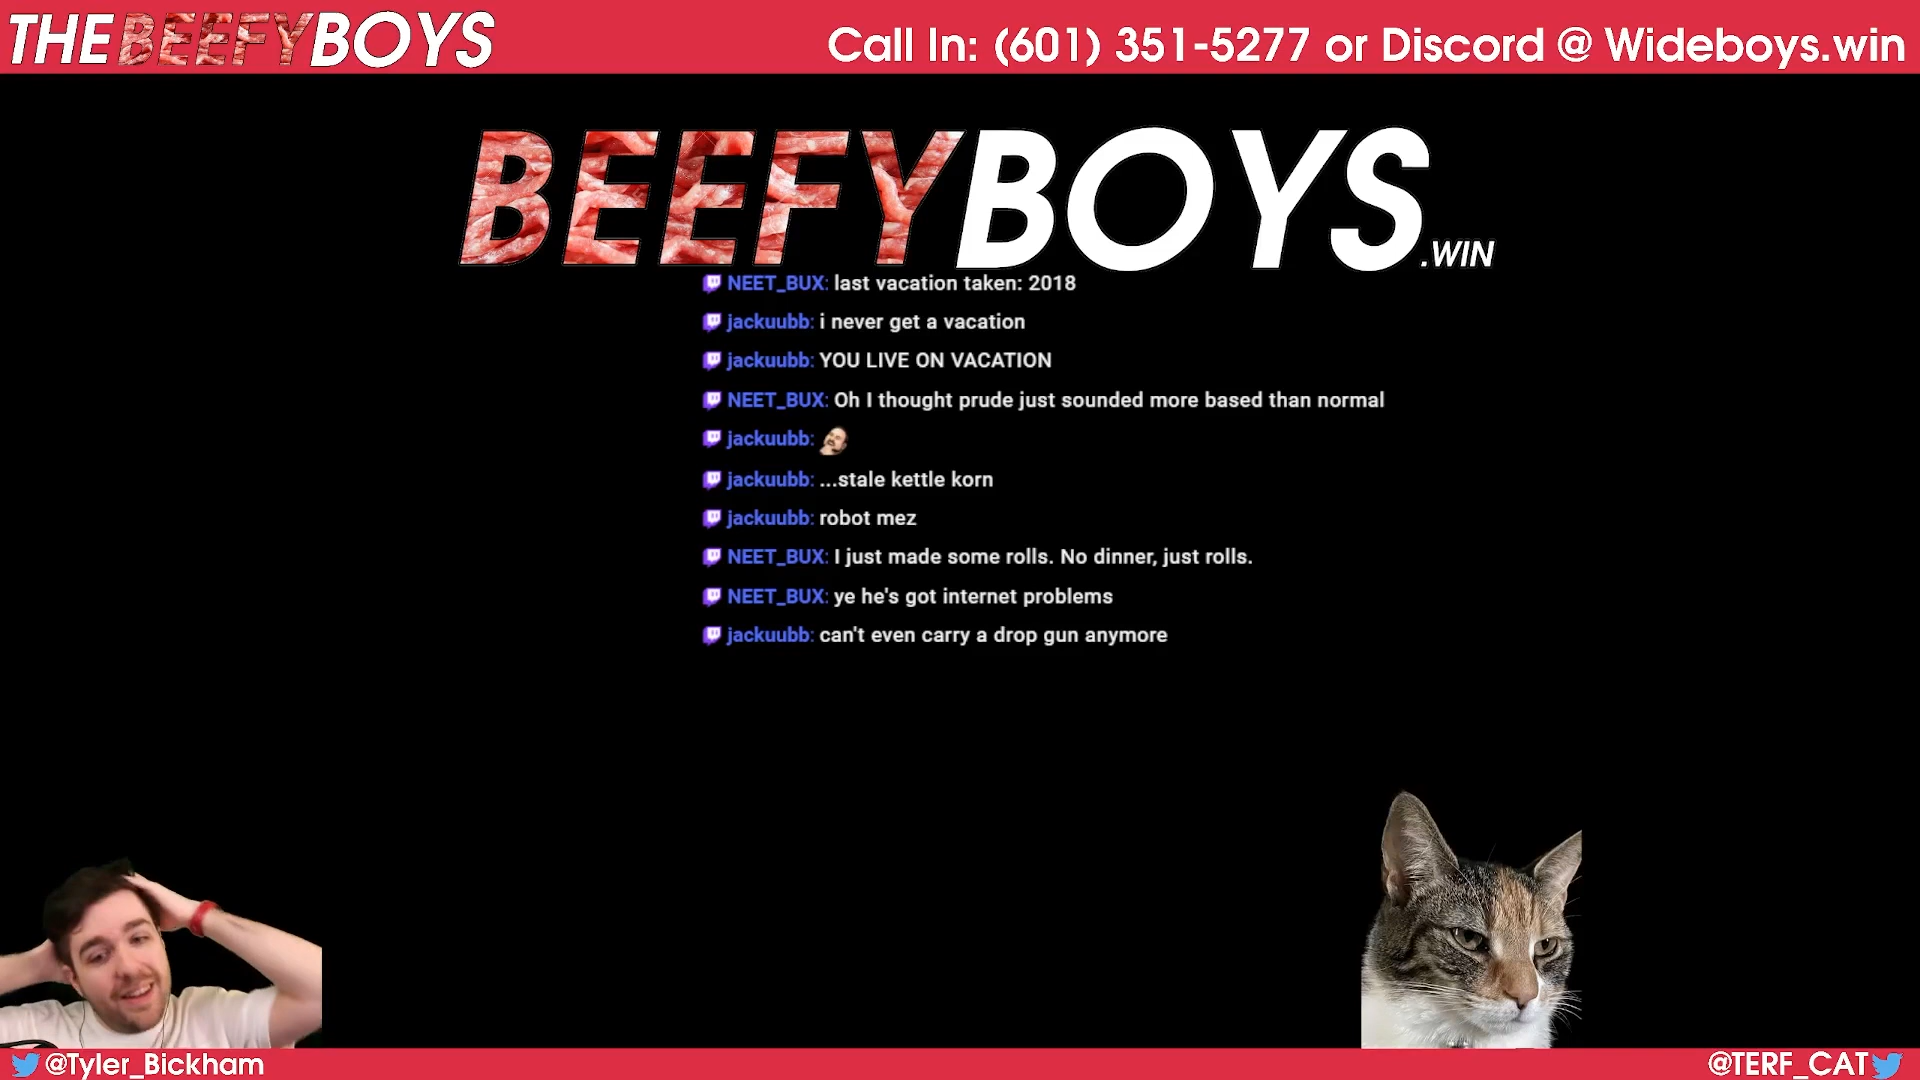 THEBEEFYBOYS
Call In: (601) 351-5277 or Discord @ Wideboys.win
BEEFYBOYS.WIN
NEET_BUX: last vacation taken: 2018
jackuubb: i never get a vacation
jackuubb: YOU LIVE ON VACATION
NEET_BUX: Oh I thought prude just sounded more based than normal
jackuubb:
jackuubb: ...stale kettle korn
jackuubb: robot mez
NEET_BUX: I just made some rolls. No dinner, just rolls.
NEET_BUX: ye he's got internet problems
jackuubb: can't even carry a drop gun anymore
@Tyler_Bickham
@TERF_CAT